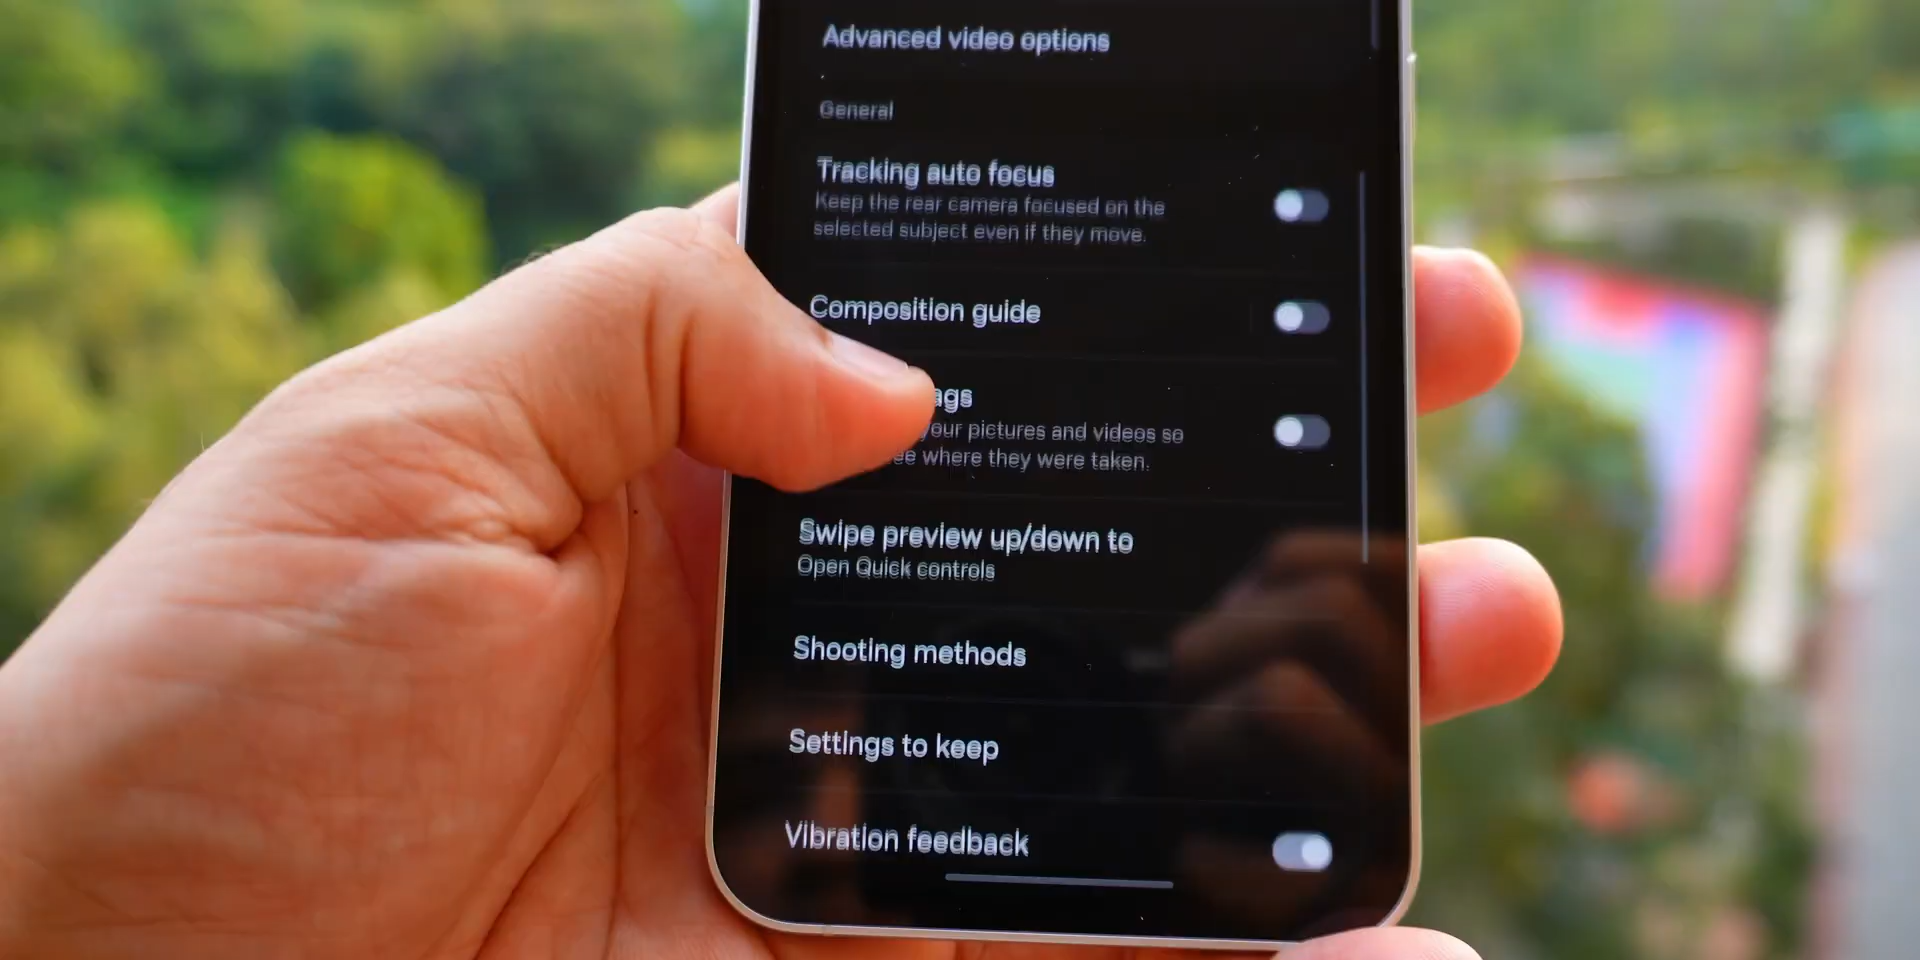 Advanced video options
General
Tracking auto focus
Keep the rear camera focused on the
selected subject even if they move.
Composition guide
your pictures and videos so
where they were taken.
Swipe preview up/down to
Open Quick controls
Shooting methods
Settings to keep
Vibration feedback